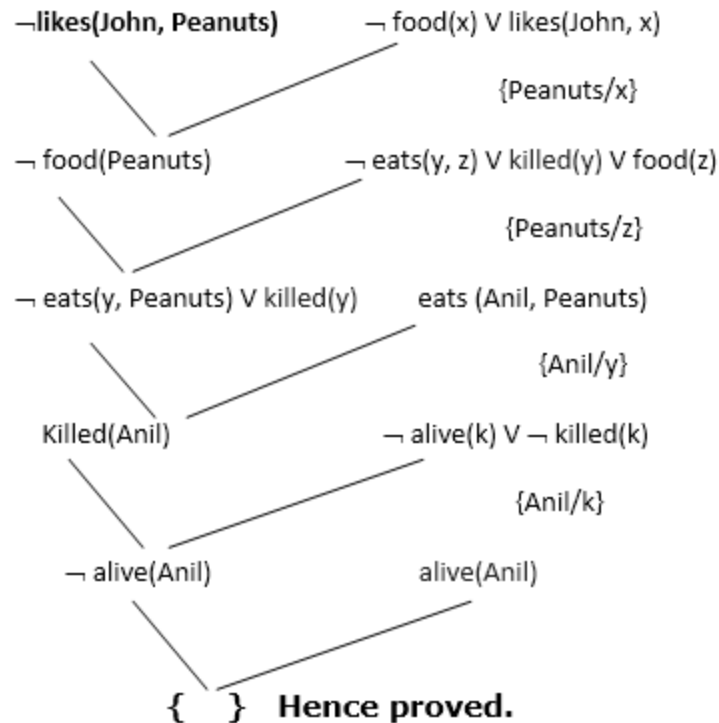 ¬likes(John, Peanuts) ¬ food(x) V likes(John, x)
{Peanuts/x}
¬ food(Peanuts) ¬ eats(y, z) V killed(y) V food(z)
{Peanuts/z}
¬ eats(y, Peanuts) V killed(y) eats (Anil, Peanuts)
{Anil/y}
Killed(Anil) ¬ alive(k) V ¬ killed(k)
{Anil/k}
¬ alive(Anil) alive(Anil)
{ } Hence proved.